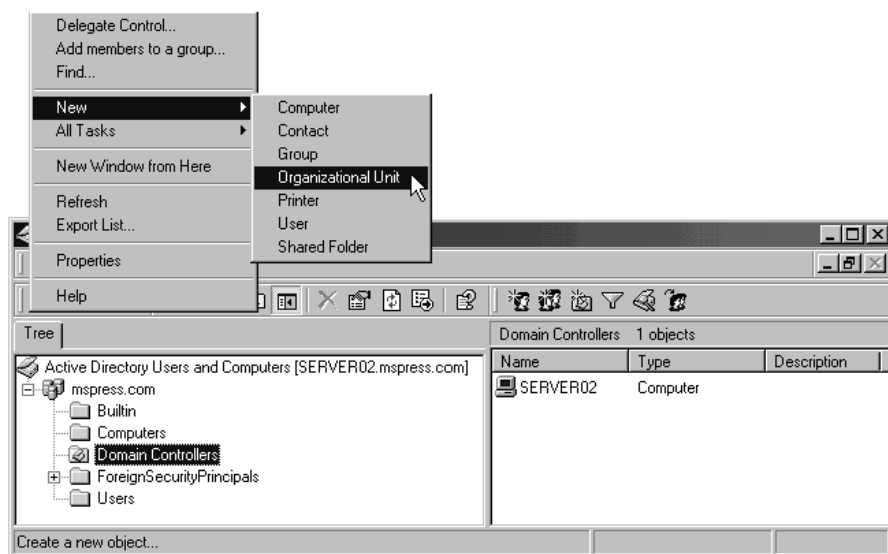 Delegate Control...
Add members to a group...
Find...
New
All Tasks
New Window from Here
Refresh
Export List...
Properties
Help
Computer
Contact
Group
Organizational Unit
Printer
User
Shared Folder
Tree
Domain Controllers 1 objects
Active Directory Users and Computers [SERVER02.mspress.com]
mspress.com
Builtin
Computers
Domain Controllers
ForeignSecurityPrincipals
Users
Name Type Description
SERVER02 Computer
Create a new object...